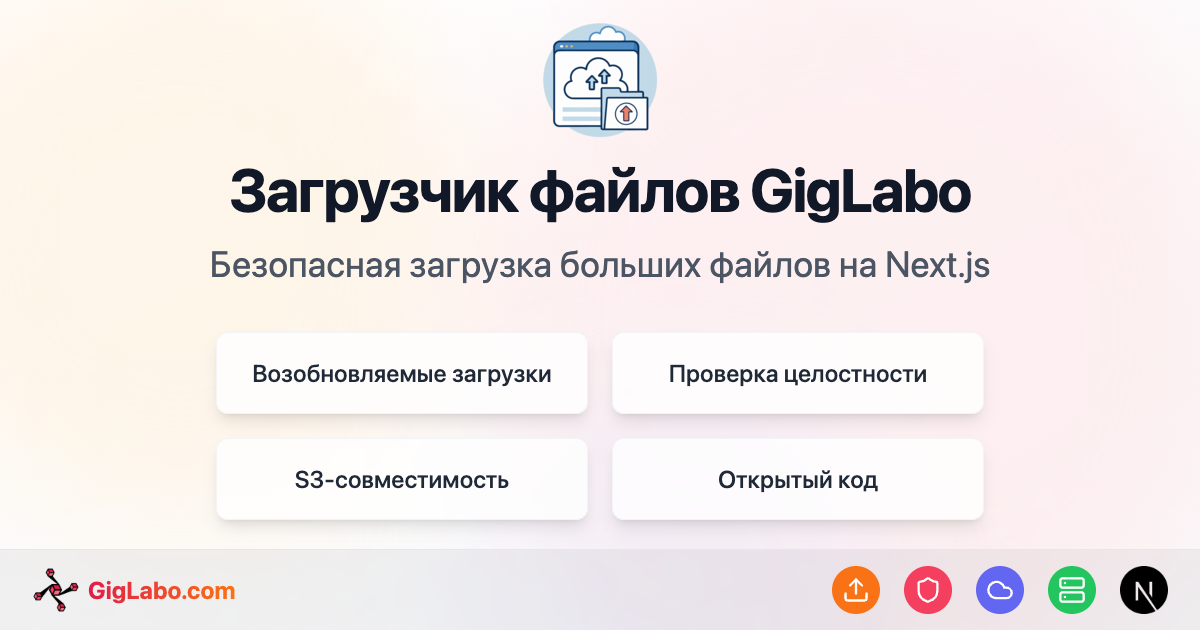 Загрузчик файлов GigLabo
Безопасная загрузка больших файлов на Next.js
Возобновляемые загрузки
Проверка целостности
S3-совместимость
Открытый код
GigLabo.com
N